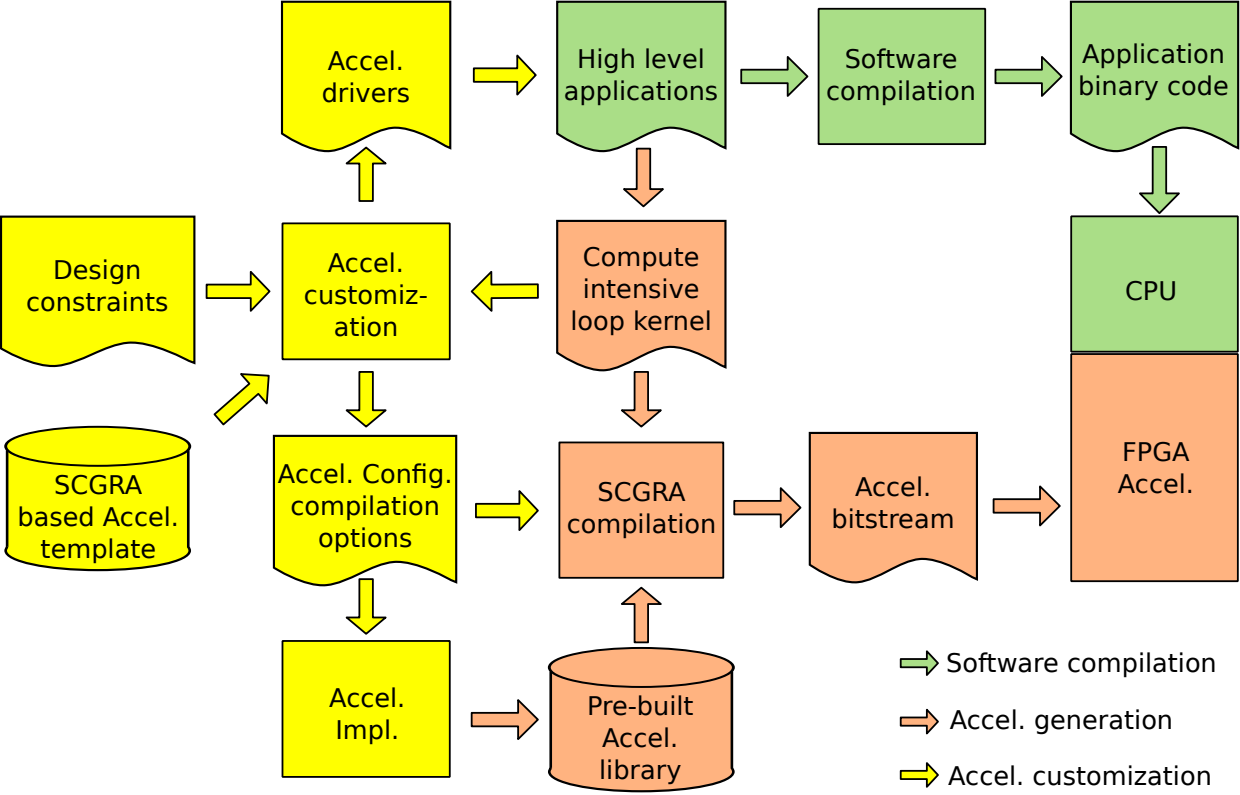 Accel.
drivers
High level
applications
Software
compilation
Application
binary code
Design
constraints
Accel.
customiz-
ation
Compute
intensive
loop kernel
CPU
SCGRA
based Accel.
template
Accel. Config.
compilation
options
SCGRA
compilation
Accel.
bitstream
FPGA
Accel.
Accel.
Impl.
Pre-built
Accel.
library
Software compilation
Accel. generation
Accel. customization